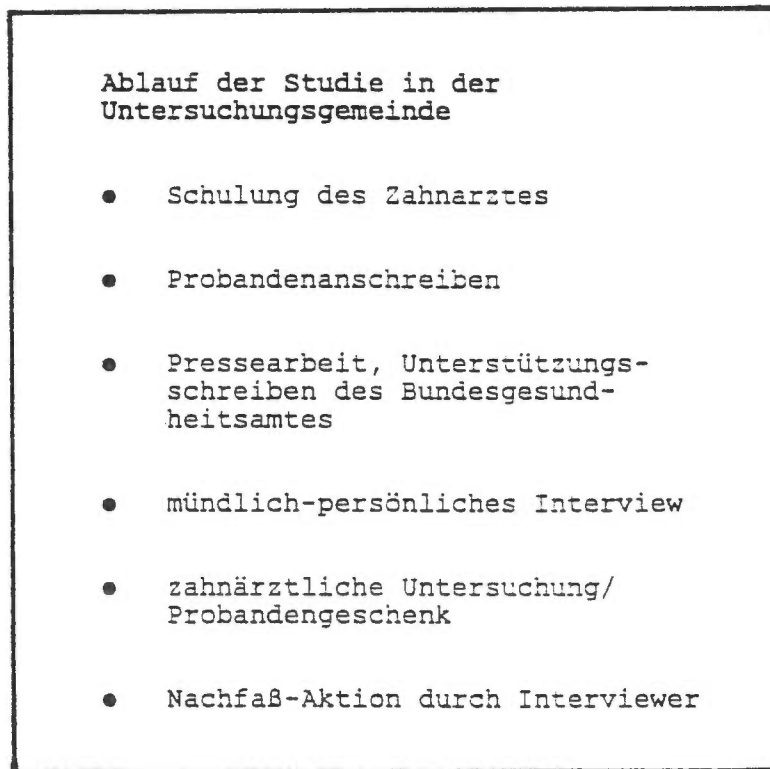 Ablauf der Studie in der
Untersuchungsgemeinde
● Schulung des Zahnarztes
● Probandenanschreiben
● Pressearbeit, Unterstützungs-
schreiben des Bundesgesund-
heitsamtes
● mündlich-persönliches Interview
● zahnärztliche Untersuchung/
Probandengeschenk
● Nachfaß-Aktion durch Interviewer